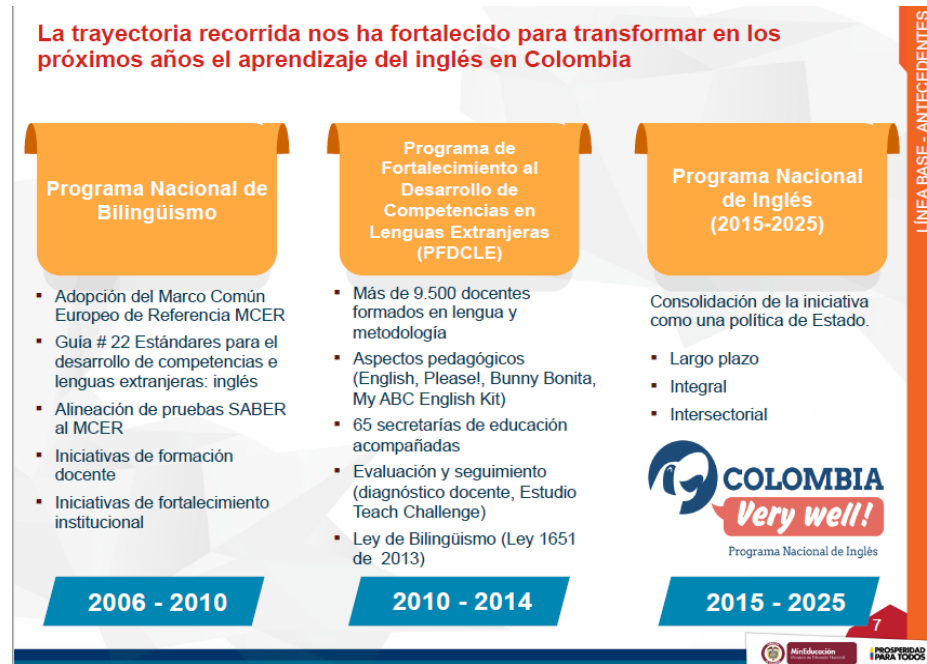 La trayectoria recorrida nos ha fortalecido para transformar en los
próximos años el aprendizaje del inglés en Colombia
LÍNEA BASE - ANTECEDENTES
Programa Nacional de
Bilingüismo
▪ Adopción del Marco Común
Europeo de Referencia MCER
▪ Guía # 22 Estándares para el
desarrollo de competencias e
lenguas extranjeras: inglés
▪ Alineación de pruebas SABER
al MCER
▪ Iniciativas de formación
docente
▪ Iniciativas de fortalecimiento
institucional
2006 - 2010
Programa de
Fortalecimiento al
Desarrollo de
Competencias en
Lenguas Extranjeras
(PFDCLE)
▪ Más de 9.500 docentes
formados en lengua y
metodología
▪ Aspectos pedagógicos
(English, Please!, Bunny Bonita,
My ABC English Kit)
▪ 65 secretarías de educación
acompañadas
▪ Evaluación y seguimiento
(diagnóstico docente, Estudio
Teach Challenge)
▪ Ley de Bilingüismo (Ley 1651
de 2013)
2010 - 2014
Programa Nacional
de Inglés
(2015-2025)
Consolidación de la iniciativa
como una política de Estado.
▪ Largo plazo
▪ Integral
▪ Intersectorial
COLOMBIA
Very well!
Programa Nacional de Inglés
2015 - 2025
7
MinEducación
PROSPERIDAD
PARA TODOS